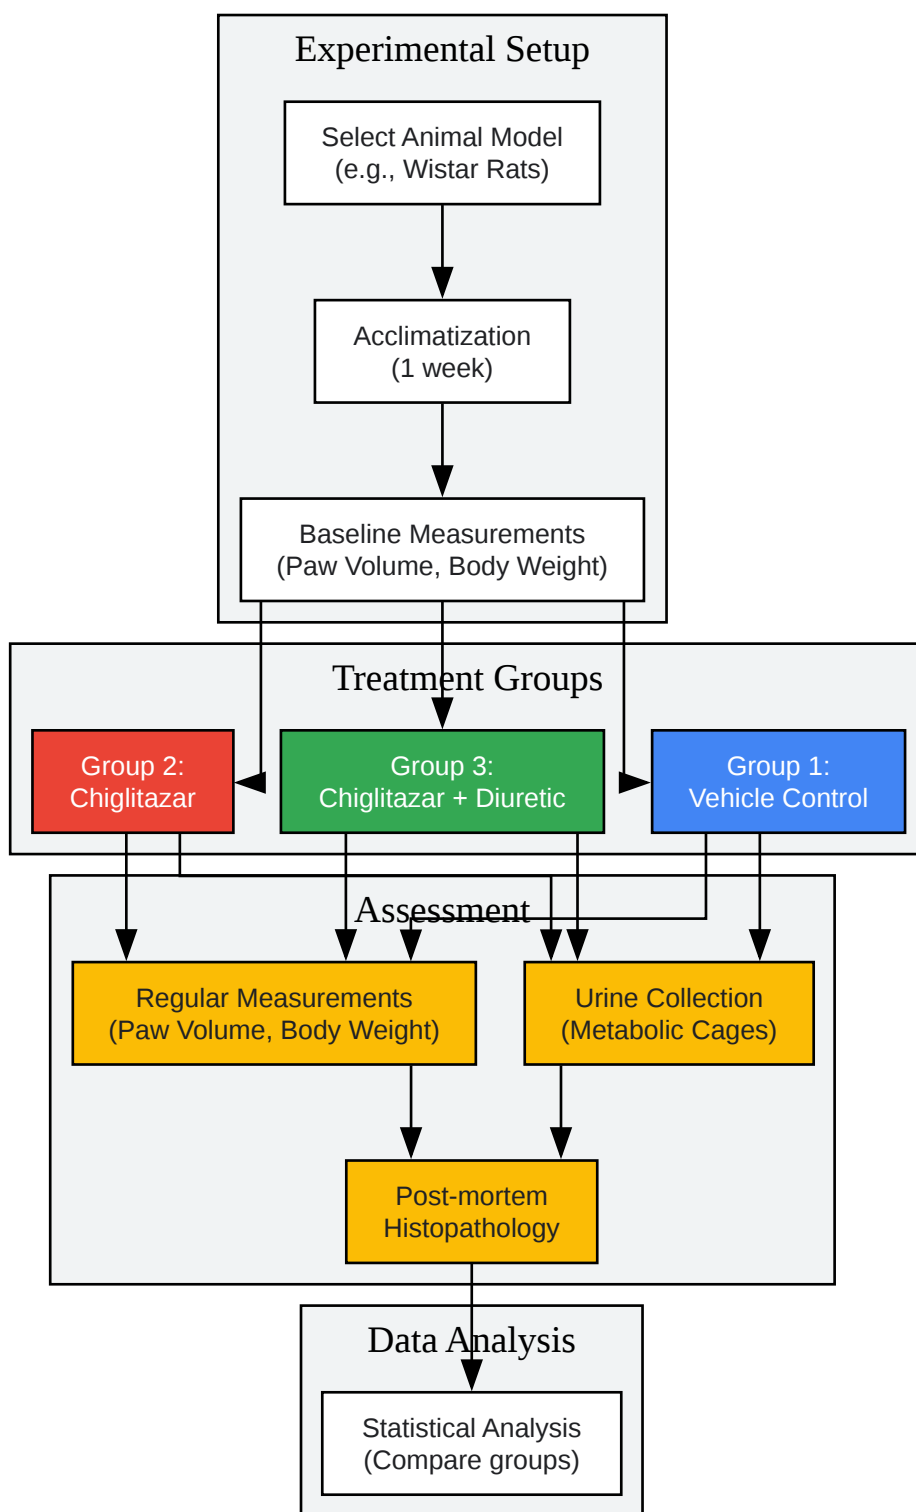 Experimental Setup
Select Animal Model
(e.g., Wistar Rats)
Acclimatization
(1 week)
Baseline Measurements
(Paw Volume, Body Weight)
Treatment Groups
Group 2:
Chiglitazar
Group 3:
Chiglitazar + Diuretic
Group 1:
Vehicle Control
Assessment
Regular Measurements
(Paw Volume, Body Weight)
Urine Collection
(Metabolic Cages)
Post-mortem
Histopathology
Data Analysis
Statistical Analysis
(Compare groups)